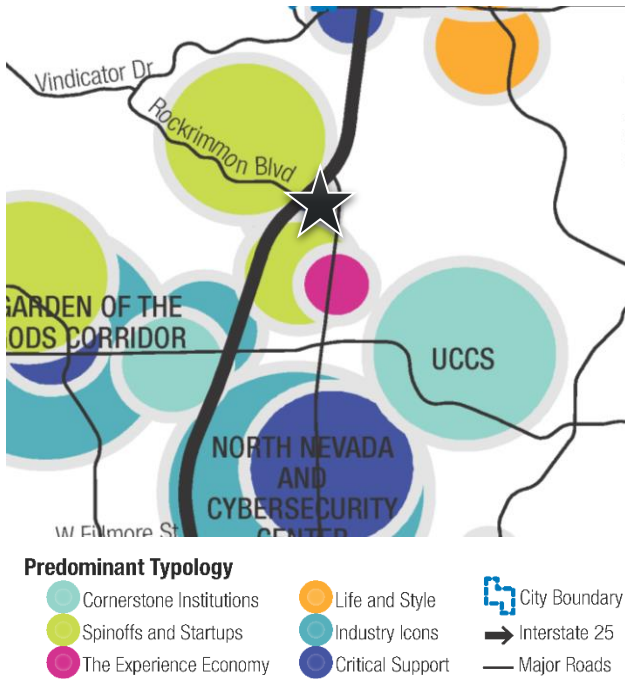 Vindicator Dr
Rockrimmon Blvd
GARDEN OF THE
ODS CORRIDOR
UCCS
NORTH NEVADA
AND
CYBERSECURITY
CENTER
W Fillmore St
Predominant Typology
Cornerstone Institutions
Spinoffs and Startups
The Experience Economy
Life and Style
Industry Icons
Critical Support
City Boundary
Interstate 25
Major Roads